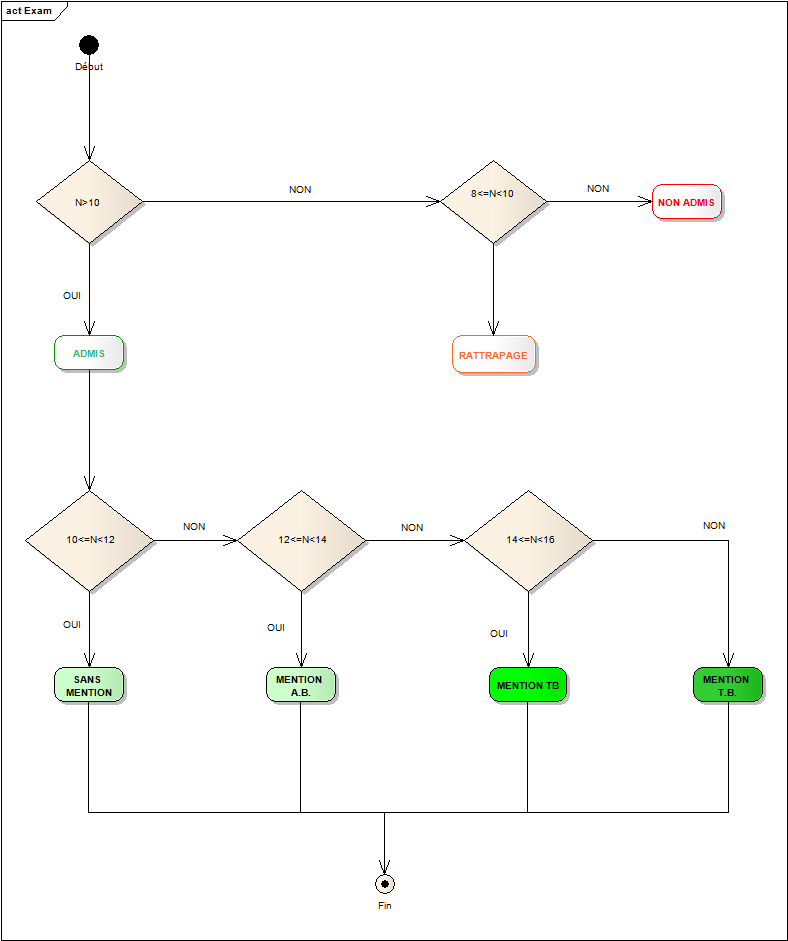 act Exam
Début
N>10
NON
8<=N<10
NON
NON ADMIS
OUI
ADMIS
RATTRAPAGE
10<=N<12
NON
12<=N<14
NON
14<=N<16
NON
OUI
OUI
OUI
SANS
MENTION
MENTION
A.B.
MENTION TB
MENTION
T.B.
Fin